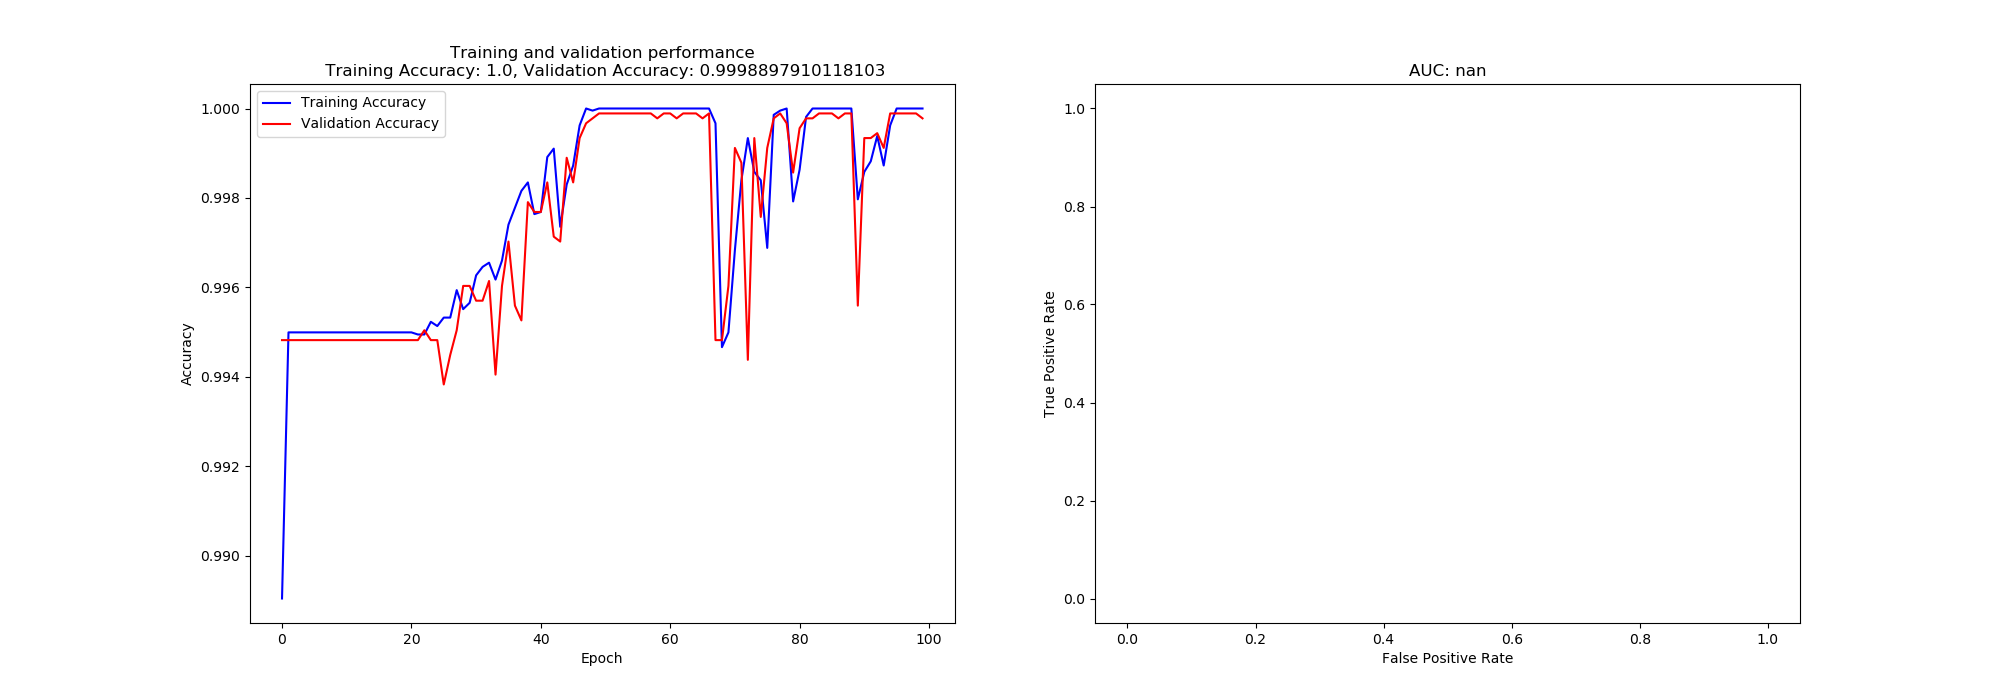 Training and validation performance
Training Accuracy: 1.0, Validation Accuracy: 0.9998897910118103
Training Accuracy
Validation Accuracy
1.000
0.998
0.996
0.994
0.992
0.990
Accuracy
0
20
40
60
80
100
Epoch
AUC: nan
1.0
0.8
0.6
0.4
0.2
0.0
True Positive Rate
0.0
0.2
0.4
0.6
0.8
1.0
False Positive Rate